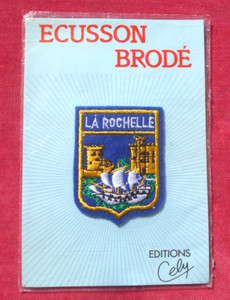 ECUSSON
BRODÉ
LA ROCHELLE
EDITIONS
Cely